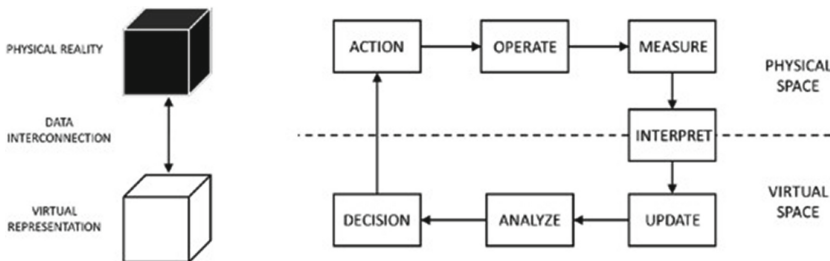 PHYSICAL REALITY
DATA
INTERCONNECTION
VIRTUAL
REPRESENTATION
ACTION
OPERATE
MEASURE
PHYSICAL
SPACE
INTERPRET
DECISION
ANALYZE
UPDATE
VIRTUAL
SPACE